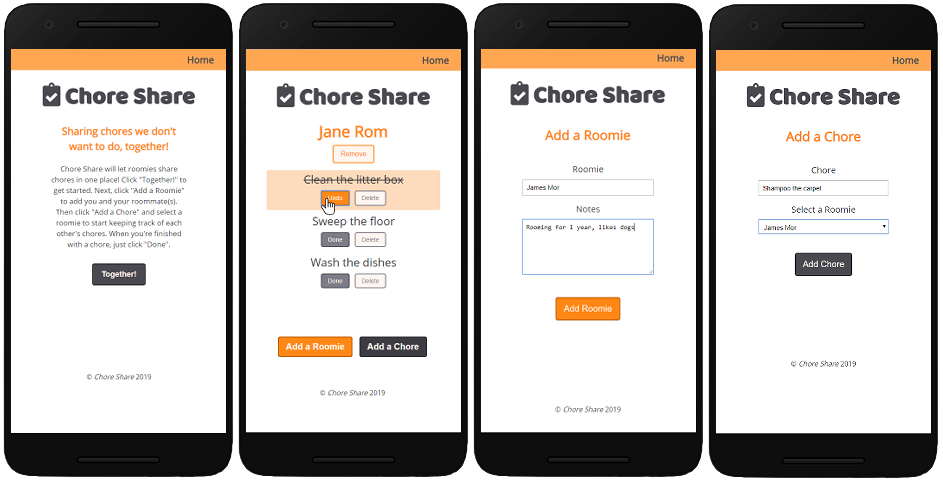 Home
Chore Share
Sharing chores we don't
want to do, together!
Chore Share will let roomies share
chores in one place! Click "Together!" to
get started. Next, click "Add a Roomie"
to add you and your roommate(s).
Then click "Add a Chore" and select a
roomie to start keeping track of each
other's chores. When you're finished
with a chore, just click "Done".
Together!
© Chore Share 2019
Home
Chore Share
Jane Rom
Remove
Clean the litter box
Undo Delete
Sweep the floor
Done Delete
Wash the dishes
Done Delete
Add a Roomie Add a Chore
© Chore Share 2019
Home
Chore Share
Add a Roomie
Roomie
James Mor
Notes
Rooming for 1 year, likes dogs
Add Roomie
© Chore Share 2019
Home
Chore Share
Add a Chore
Chore
Shampoo the carpet
Select a Roomie
James Mor
Add Chore
© Chore Share 2019